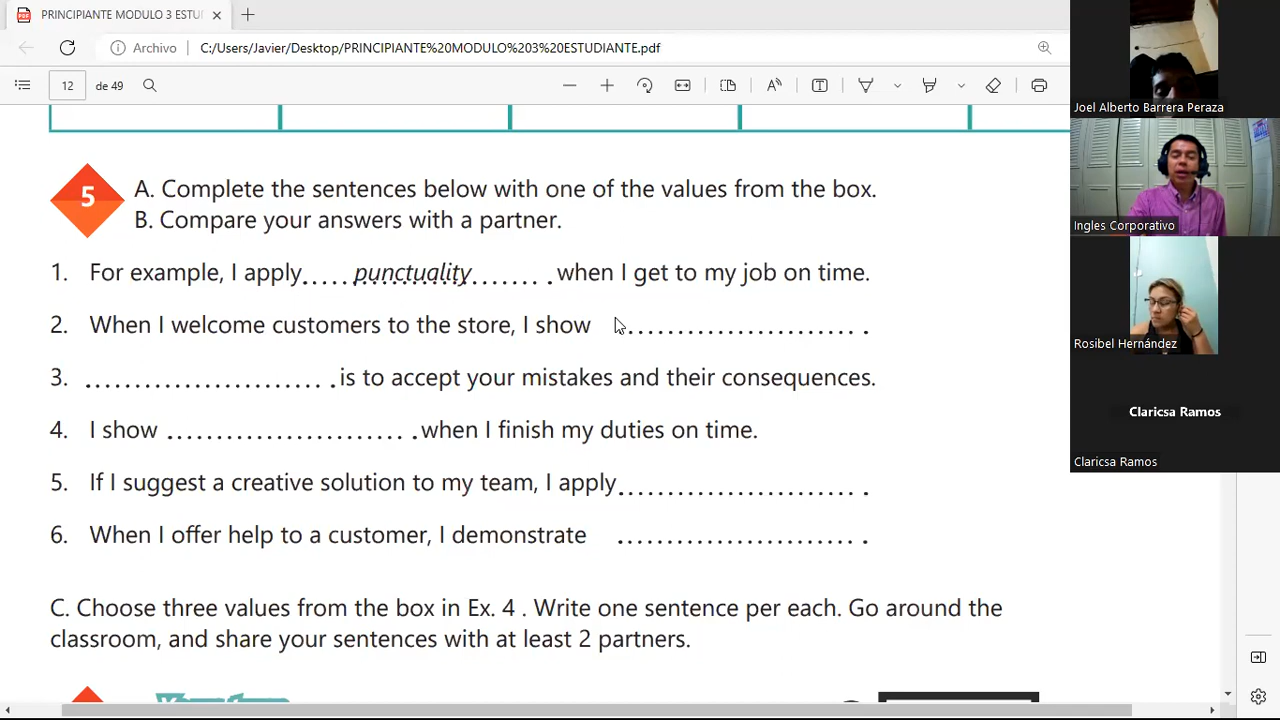 PRINCIPIANTE MODULO 3 ESTU
Archivo
C:/Users/Javier/Desktop/PRINCIPIANTE%20MODULO%203%20ESTUDIANTE.pdf
12 de 49
5
A. Complete the sentences below with one of the values from the box.
B. Compare your answers with a partner.
1. For example, I apply.....punctuality........when I get to my job on time.
2. When I welcome customers to the store, I show ........................
3. ........................is to accept your mistakes and their consequences.
4. I show ........................when I finish my duties on time.
5. If I suggest a creative solution to my team, I apply........................
6. When I offer help to a customer, I demonstrate ........................
C. Choose three values from the box in Ex. 4 . Write one sentence per each. Go around the
classroom, and share your sentences with at least 2 partners.
Joel Alberto Barrera Peraza
Ingles Corporativo
Rosibel Hernández
Claricsa Ramos
Claricsa Ramos